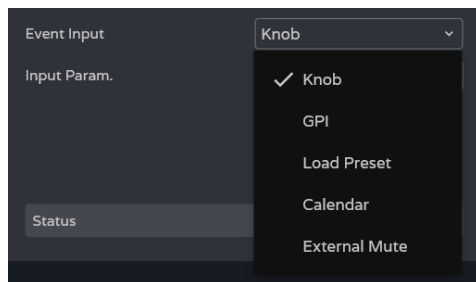 Event Input
Knob
Input Param.
Knob
GPI
Load Preset
Calendar
Status
External Mute